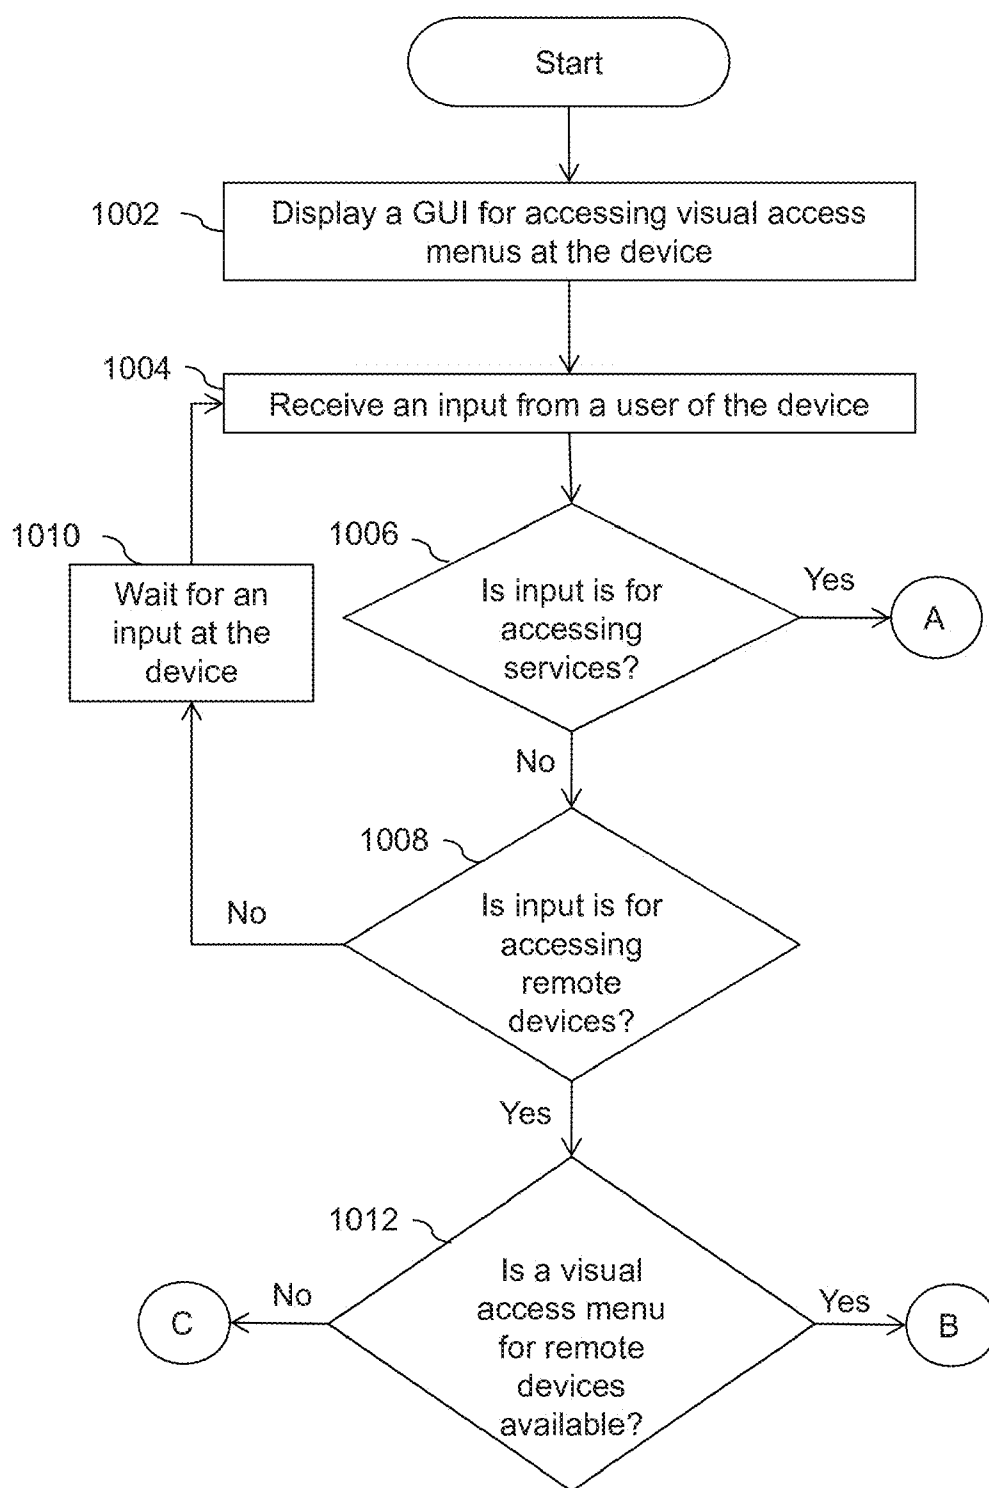 Start
1002
Display a GUI for accessing visual access
menus at the device
1004
Receive an input from a user of the device
1010
Wait for an
input at the
device
1006
Is input is for
accessing
services?
Yes
A
No
1008
Is input is for
accessing
remote
devices?
No
Yes
1012
Is a visual
access menu
for remote
devices
available?
No
C
Yes
B